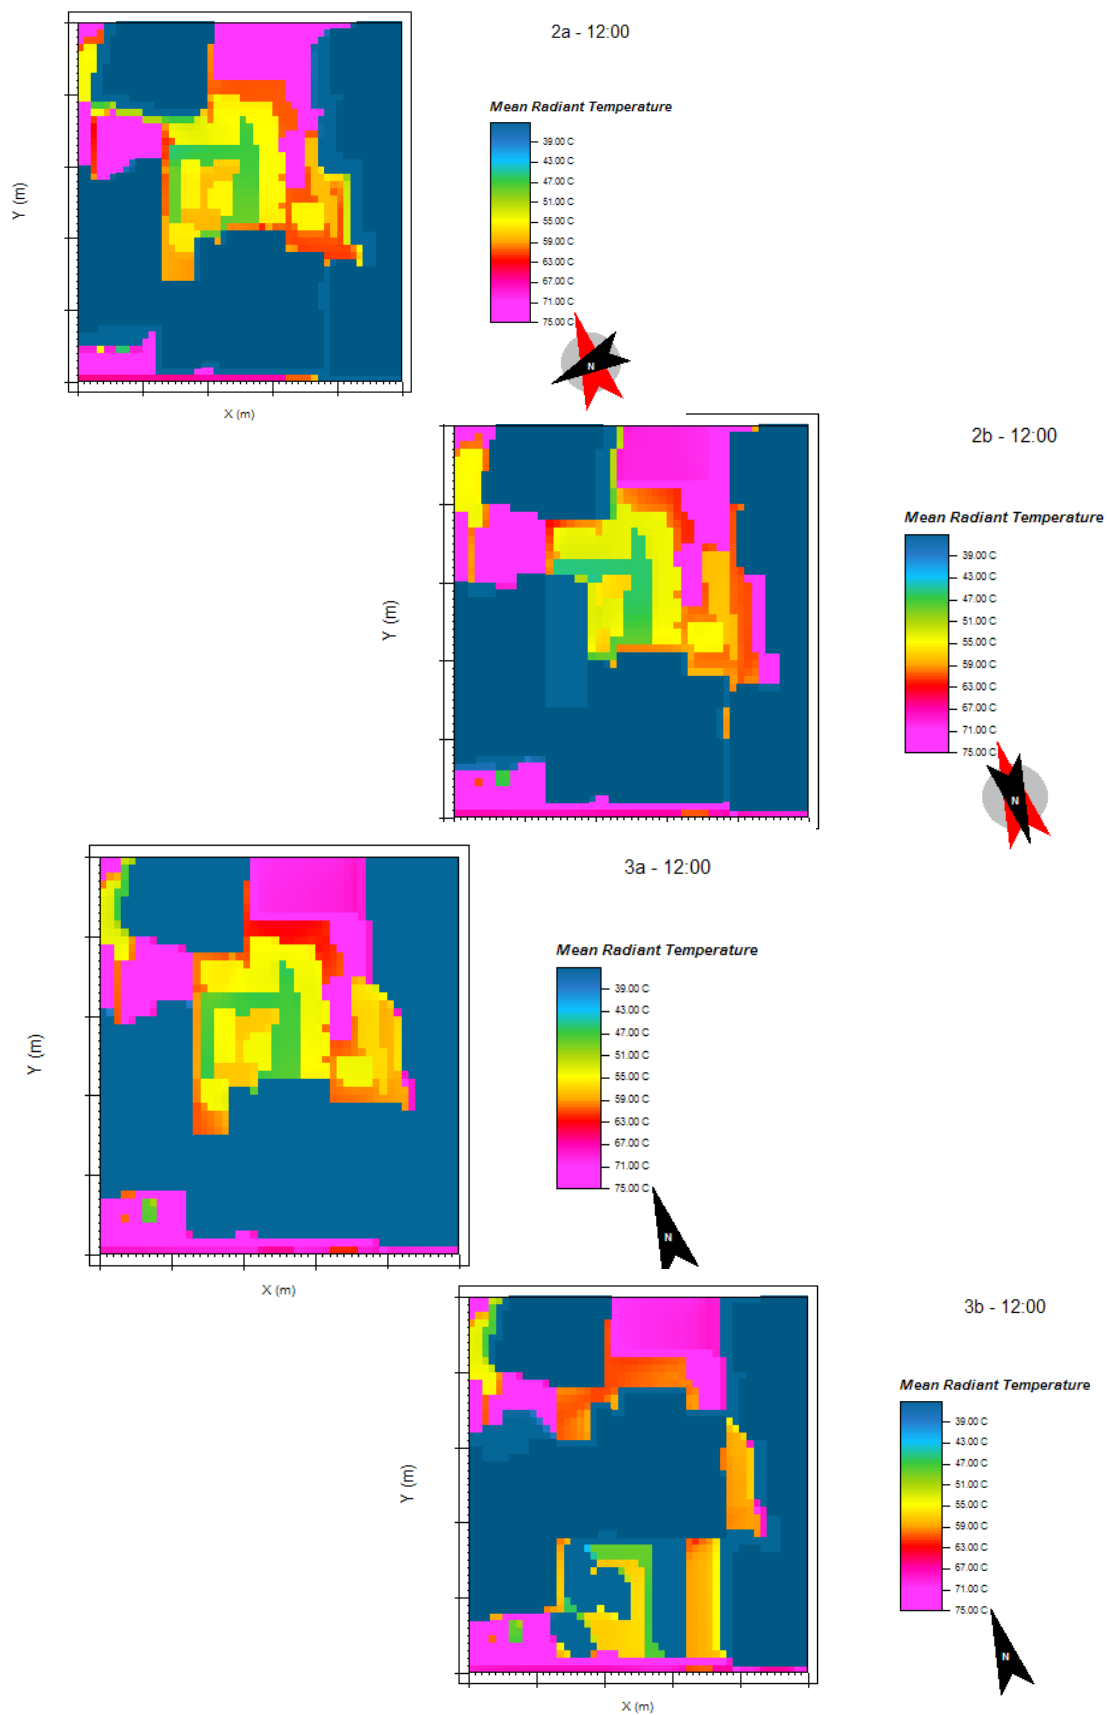 2a - 12:00
Mean Radiant Temperature
39.00 C
43.00 C
47.00 C
51.00 C
55.00 C
59.00 C
63.00 C
67.00 C
71.00 C
75.00 C
N
Y (m)
X (m)
2b - 12:00
Mean Radiant Temperature
39.00 C
43.00 C
47.00 C
51.00 C
55.00 C
59.00 C
63.00 C
67.00 C
71.00 C
75.00 C
N
Y (m)
3a - 12:00
Mean Radiant Temperature
39.00 C
43.00 C
47.00 C
51.00 C
55.00 C
59.00 C
63.00 C
67.00 C
71.00 C
75.00 C
N
Y (m)
X (m)
3b - 12:00
Mean Radiant Temperature
39.00 C
43.00 C
47.00 C
51.00 C
55.00 C
59.00 C
63.00 C
67.00 C
71.00 C
75.00 C
N
Y (m)
X (m)